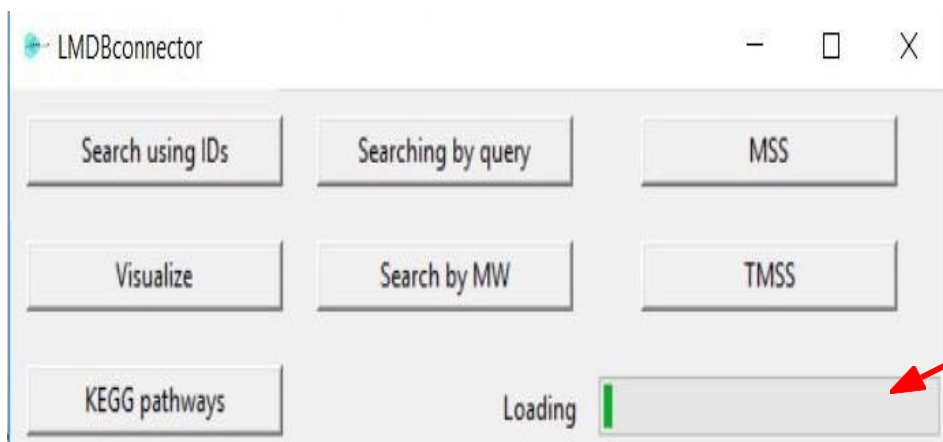 LMDBconnector
Search using IDs
Searching by query
MSS
Visualize
Search by MW
TMSS
KEGG pathways
Loading